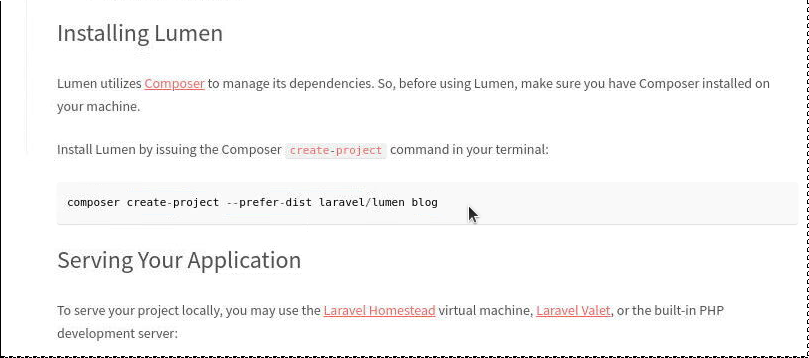 Installing Lumen
Lumen utilizes Composer to manage its dependencies. So, before using Lumen, make sure you have Composer installed on
your machine.
Install Lumen by issuing the Composer create-project command in your terminal:
composer create-project --prefer-dist laravel/lumen blog
Serving Your Application
To serve your project locally, you may use the Laravel Homestead virtual machine, Laravel Valet, or the built-in PHP
development server: